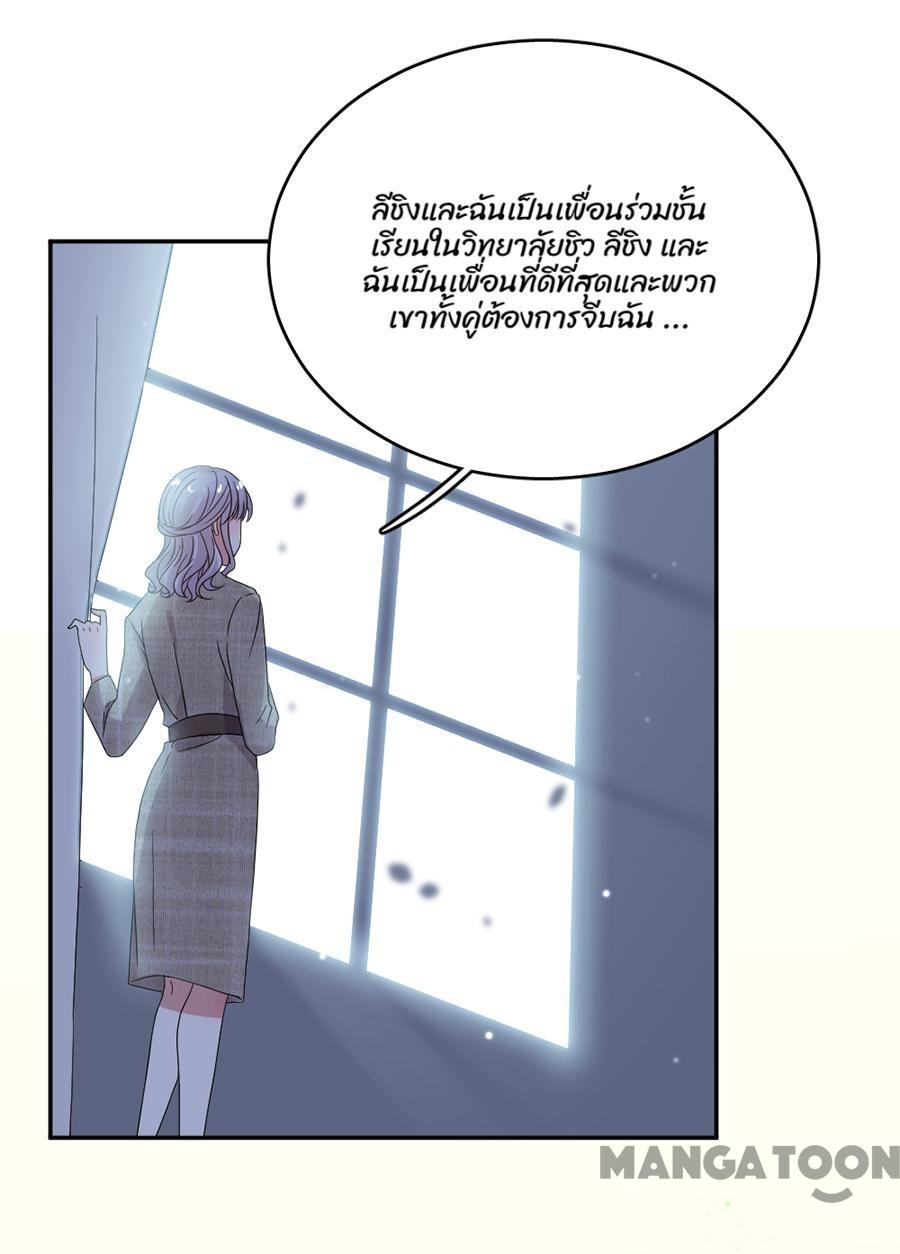 ลีชิงและฉันเป็นเพื่อนร่วมชั้น
เรียนในวิทยาลัยชิว ลีชิง และ
ฉันเป็นเพื่อนที่ดีที่สุดและพวก
เขาทั้งคู่ต้องการจีบฉัน ...
MANGATOON